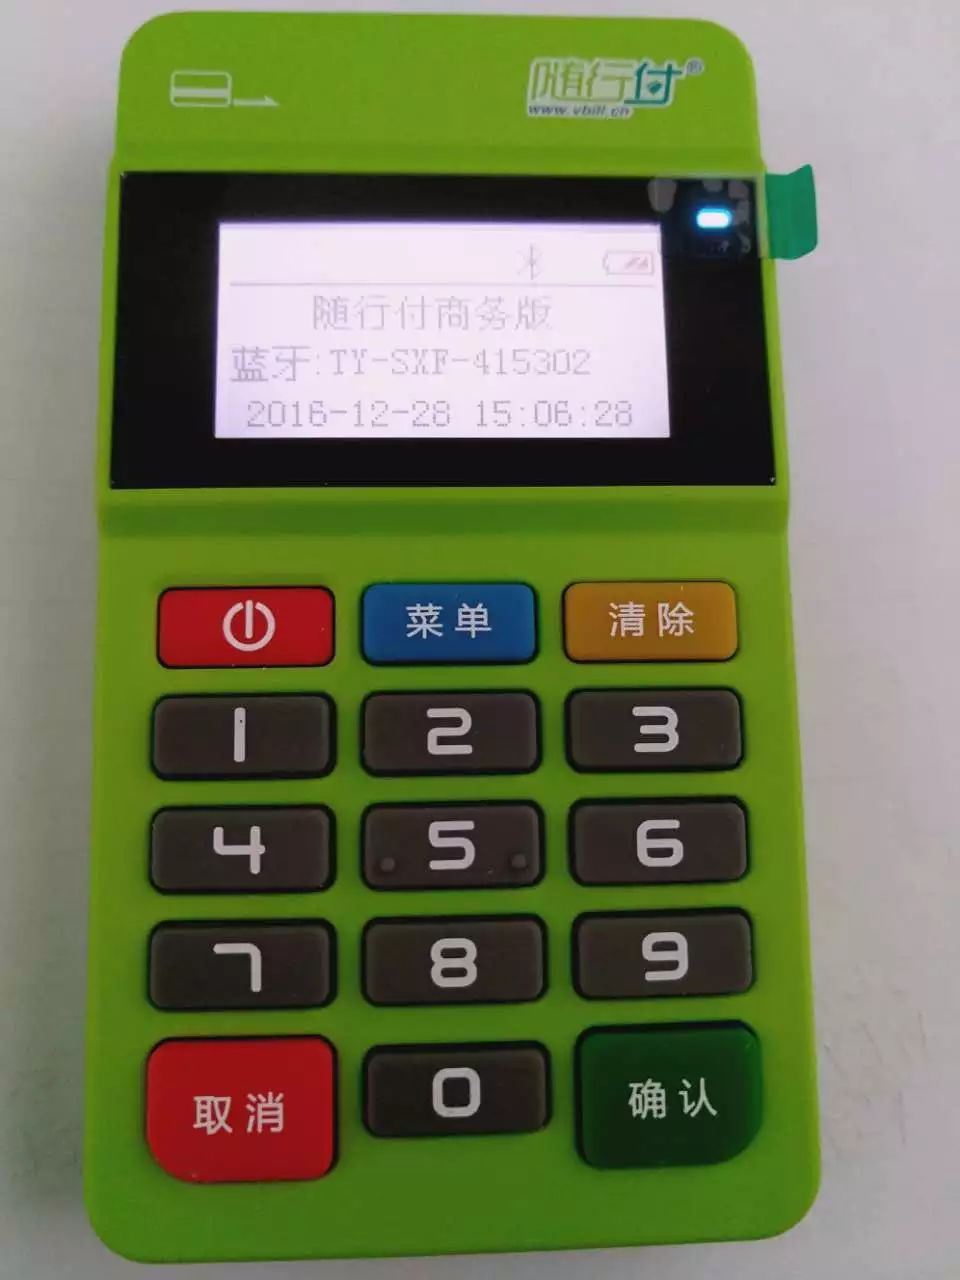 随行付®
www.vbill.cn
随行付商务版
蓝牙:TY-SXF-415302
2016-12-28 15:06:28
菜单 清除
1 2 3
4 5 6
7 8 9
取消 0 确认